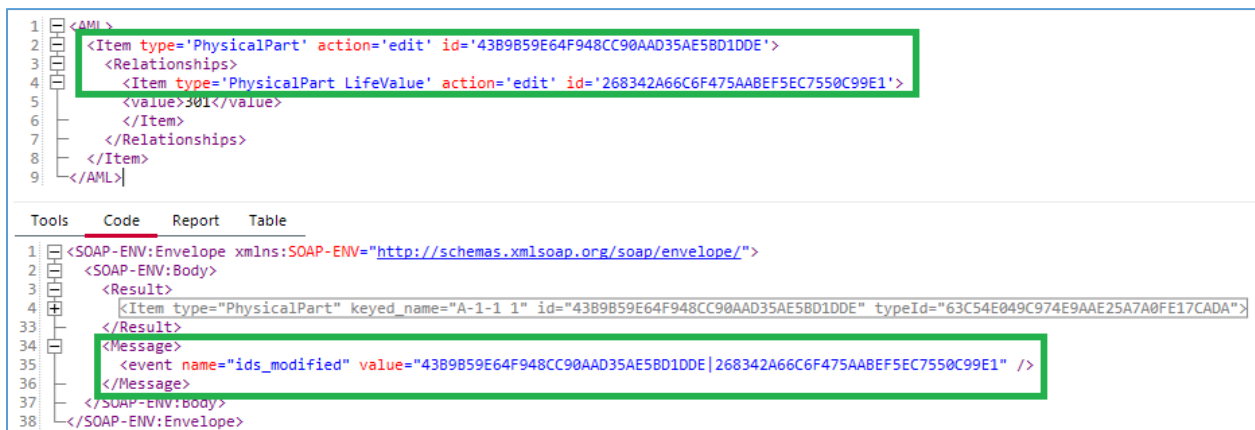 1 <AML>
2 <Item type='PhysicalPart' action='edit' id='43B9B59E64F948CC90AAD35AE5BD1DDE'>
3 <Relationships>
4 <Item type='PhysicalPart LifeValue' action='edit' id='268342A66C6F475AABEF5EC7550C99E1'>
5 <value>301</value>
6 </Item>
7 </Relationships>
8 </Item>
9 </AML>
Tools Code Report Table
1 <SOAP-ENV:Envelope xmlns:SOAP-ENV="http://schemas.xmlsoap.org/soap/envelope/">
2 <SOAP-ENV:Body>
3 <Result>
4 <Item type="PhysicalPart" keyed_name="A-1-1 1" id="43B9B59E64F948CC90AAD35AE5BD1DDE" typeId="63C54E049C974E9AAE25A7A0FE17CADA">
33 </Result>
34 <Message>
35 <event name="ids_modified" value="43B9B59E64F948CC90AAD35AE5BD1DDE|268342A66C6F475AABEF5EC7550C99E1" />
36 </Message>
37 </SOAP-ENV:Body>
38 </SOAP-ENV:Envelope>